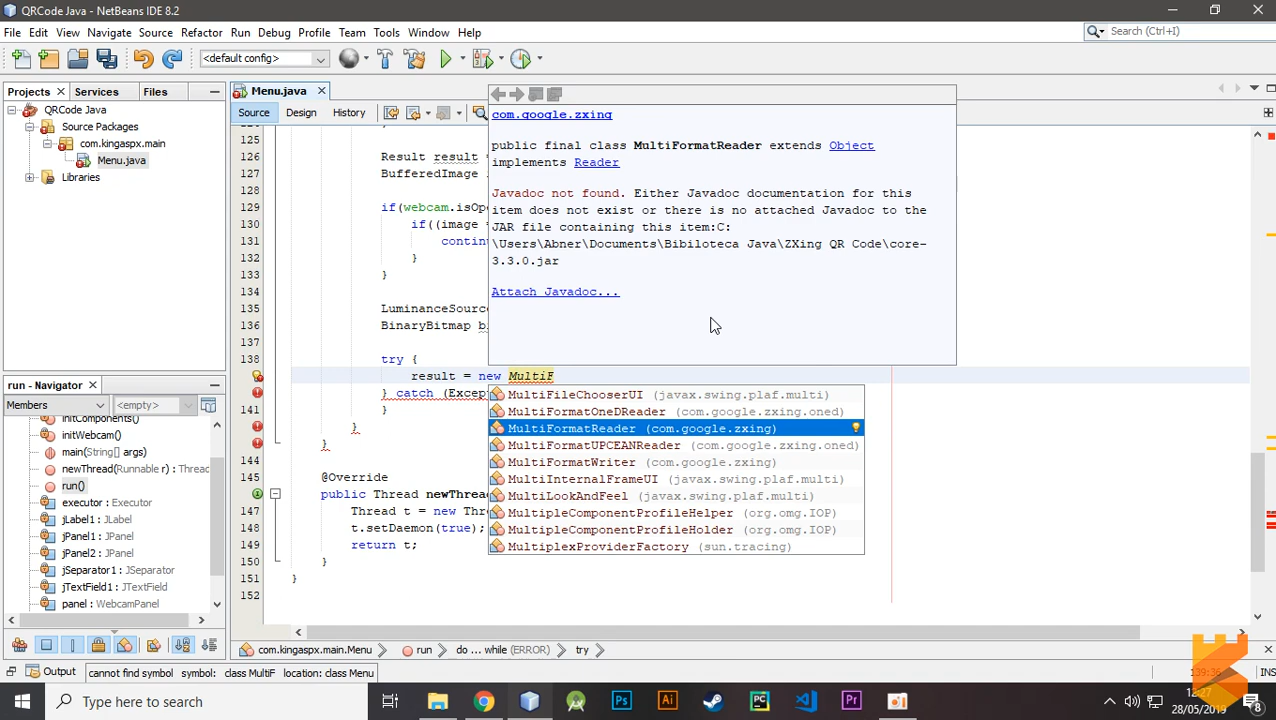 QRCode Java - NetBeans IDE 8.2
File Edit View Navigate Source Refactor Run Debug Profile Team Tools Window Help
Search (Ctrl+I)
<default config>
Projects Services Files
QRCode Java
Source Packages
com.kingaspx.main
Menu.java
Libraries
Menu.java
Source Design History
125
126 Result result
127 BufferedImage
128
129 if(webcam.isOpe
130 if((image
131 contin
132 }
133 }
134
135 LuminanceSource
136 BinaryBitmap b
137
138 try {
result = new MultiF
} catch (Except
141 }
}
}
144
145 @Override
public Thread newThread
147 Thread t = new Thr
148 t.setDaemon(true);
149 return t;
150 }
151 }
152
com.google.zxing
public final class MultiFormatReader extends Object
implements Reader
Javadoc not found. Either Javadoc documentation for this
item does not exist or there is no attached Javadoc to the
JAR file containing this item:C:
\Users\Abner\Documents\Bibiloteca Java\ZXing QR Code\core-
3.3.0.jar
Attach Javadoc...
MultiFileChooserUI (javax.swing.plaf.multi)
MultiFormatOneDReader (com.google.zxing.oned)
MultiFormatReader (com.google.zxing)
MultiFormatUPCEANReader (com.google.zxing.oned)
MultiFormatWriter (com.google.zxing)
MultiInternalFrameUI (javax.swing.plaf.multi)
MultiLookAndFeel (javax.swing.plaf.multi)
MultipleComponentProfileHelper (org.omg.IOP)
MultipleComponentProfileHolder (org.omg.IOP)
MultiplexProviderFactory (sun.tracing)
run - Navigator
Members <empty>
initComponents()
initWebcam()
main(String[] args)
newThread(Runnable r) : Thread
run()
executor : Executor
jLabel1 : JLabel
jPanel1 : JPanel
jPanel2 : JPanel
jSeparator1 : JSeparator
jTextField1 : JTextField
panel : WebcamPanel
com.kingaspx.main.Menu run do ... while (ERROR) try
Output cannot find symbol symbol: class MultiF location: class Menu 139:36 INS
Type here to search
Ps Ai PC Pr
12:27
28/05/2019
8